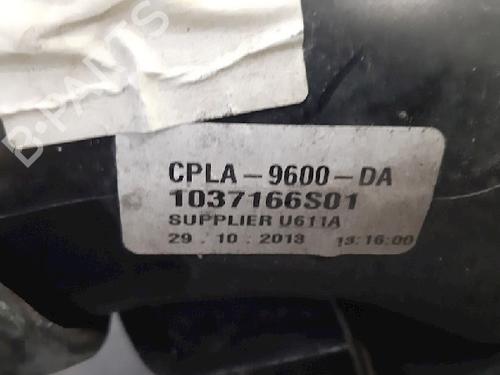 B-PARTS
CPLA-9600-DA
1037166S01
SUPPLIER U611A
29.10.2013 13:16:00